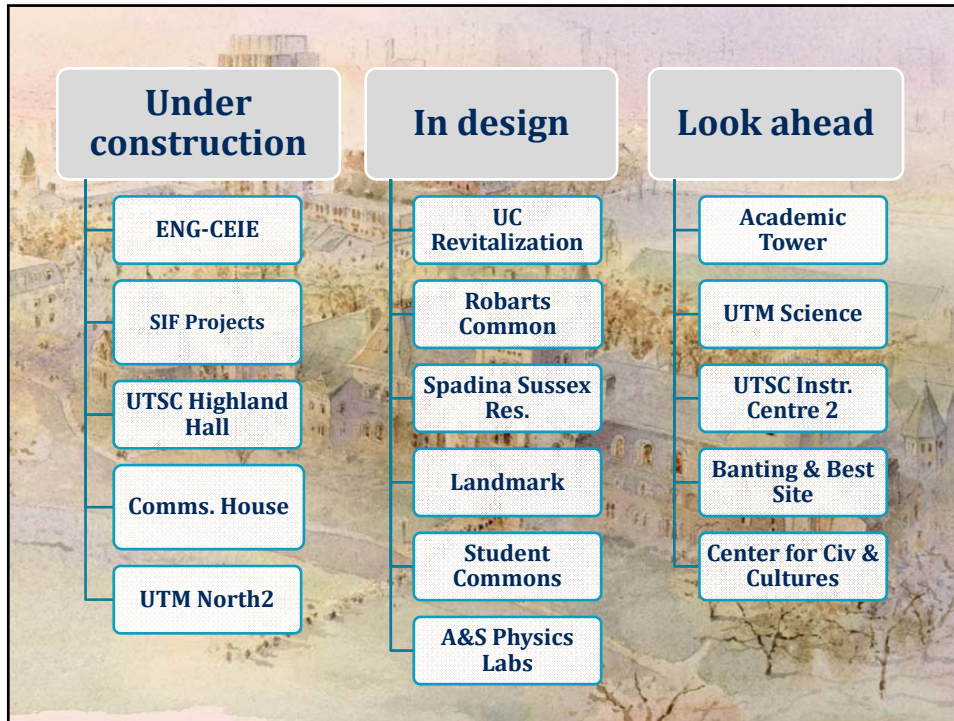 Under
construction
ENG-CEIE
SIF Projects
UTSC Highland
Hall
Comms. House
UTM North2
In design
UC
Revitalization
Robarts
Common
Spadina Sussex
Res.
Landmark
Student
Commons
A&S Physics
Labs
Look ahead
Academic
Tower
UTM Science
UTSC Instr.
Centre 2
Banting & Best
Site
Center for Civ &
Cultures